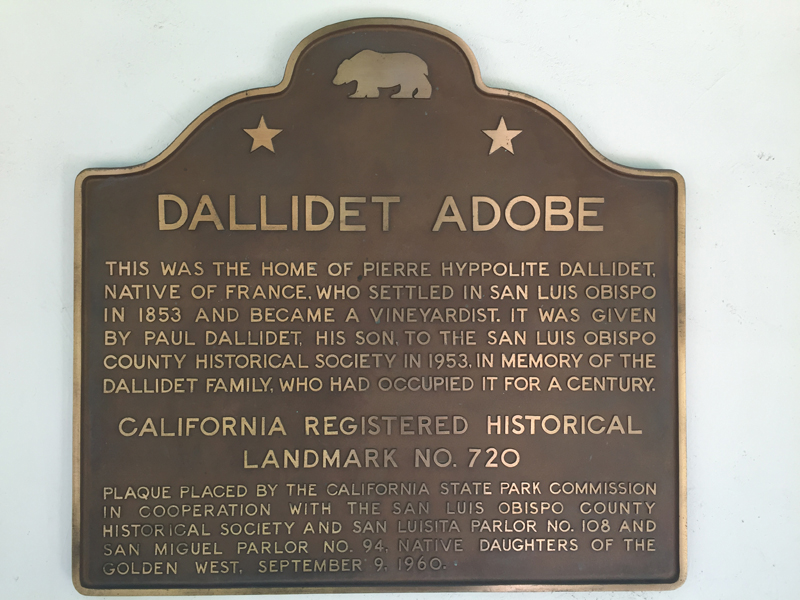 DALLIDET ADOBE
THIS WAS THE HOME OF PIERRE HYPPOLITE DALLIDET,
NATIVE OF FRANCE, WHO SETTLED IN SAN LUIS OBISPO
IN 1853 AND BECAME A VINEYARDIST. IT WAS GIVEN
BY PAUL DALLIDET, HIS SON, TO THE SAN LUIS OBISPO
COUNTY HISTORICAL SOCIETY IN 1953, IN MEMORY OF THE
DALLIDET FAMILY, WHO HAD OCCUPIED IT FOR A CENTURY.
CALIFORNIA REGISTERED HISTORICAL
LANDMARK NO. 720
PLAQUE PLACED BY THE CALIFORNIA STATE PARK COMMISSION
IN COOPERATION WITH THE SAN LUIS OBISPO COUNTY
HISTORICAL SOCIETY AND SAN LUISITA PARLOR NO. 108 AND
SAN MIGUEL PARLOR NO. 94, NATIVE DAUGHTERS OF THE
GOLDEN WEST, SEPTEMBER 9, 1960.